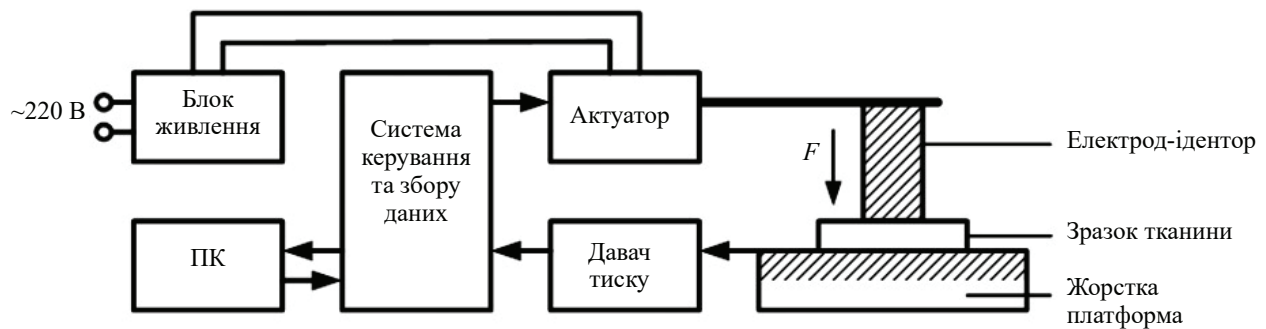 ~220 В
Блок
живлення
Система
керування
та збору
даних
Актуатор
F
Електрод-ідентор
ПК
Давач
тиску
Зразок тканини
Жорстка
платформа